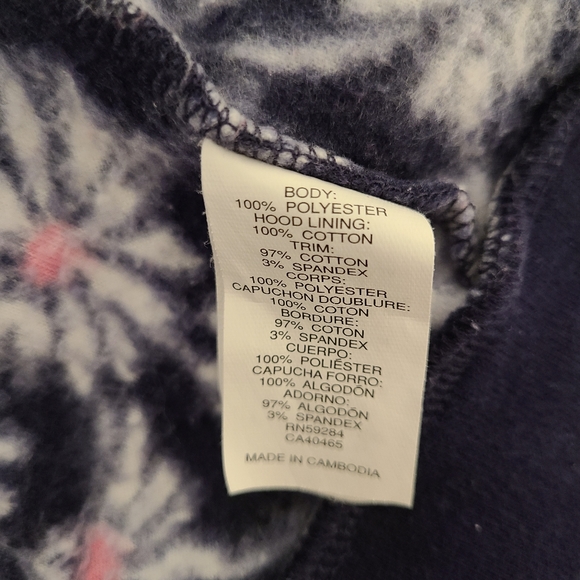 BODY:
100% POLYESTER
HOOD LINING:
100% COTTON
TRIM:
97% COTTON
3% SPANDEX
CORPS:
100% POLYESTER
CAPUCHON DOUBLURE:
100% COTON
BORDURE:
97% COTON
3% SPANDEX
CUERPO:
100% POLIÉSTER
CAPUCHA FORRO:
100% ALGODÓN
ADORNO:
97% ALGODÓN
3% SPANDEX
RN59284
CA40465
MADE IN CAMBODIA